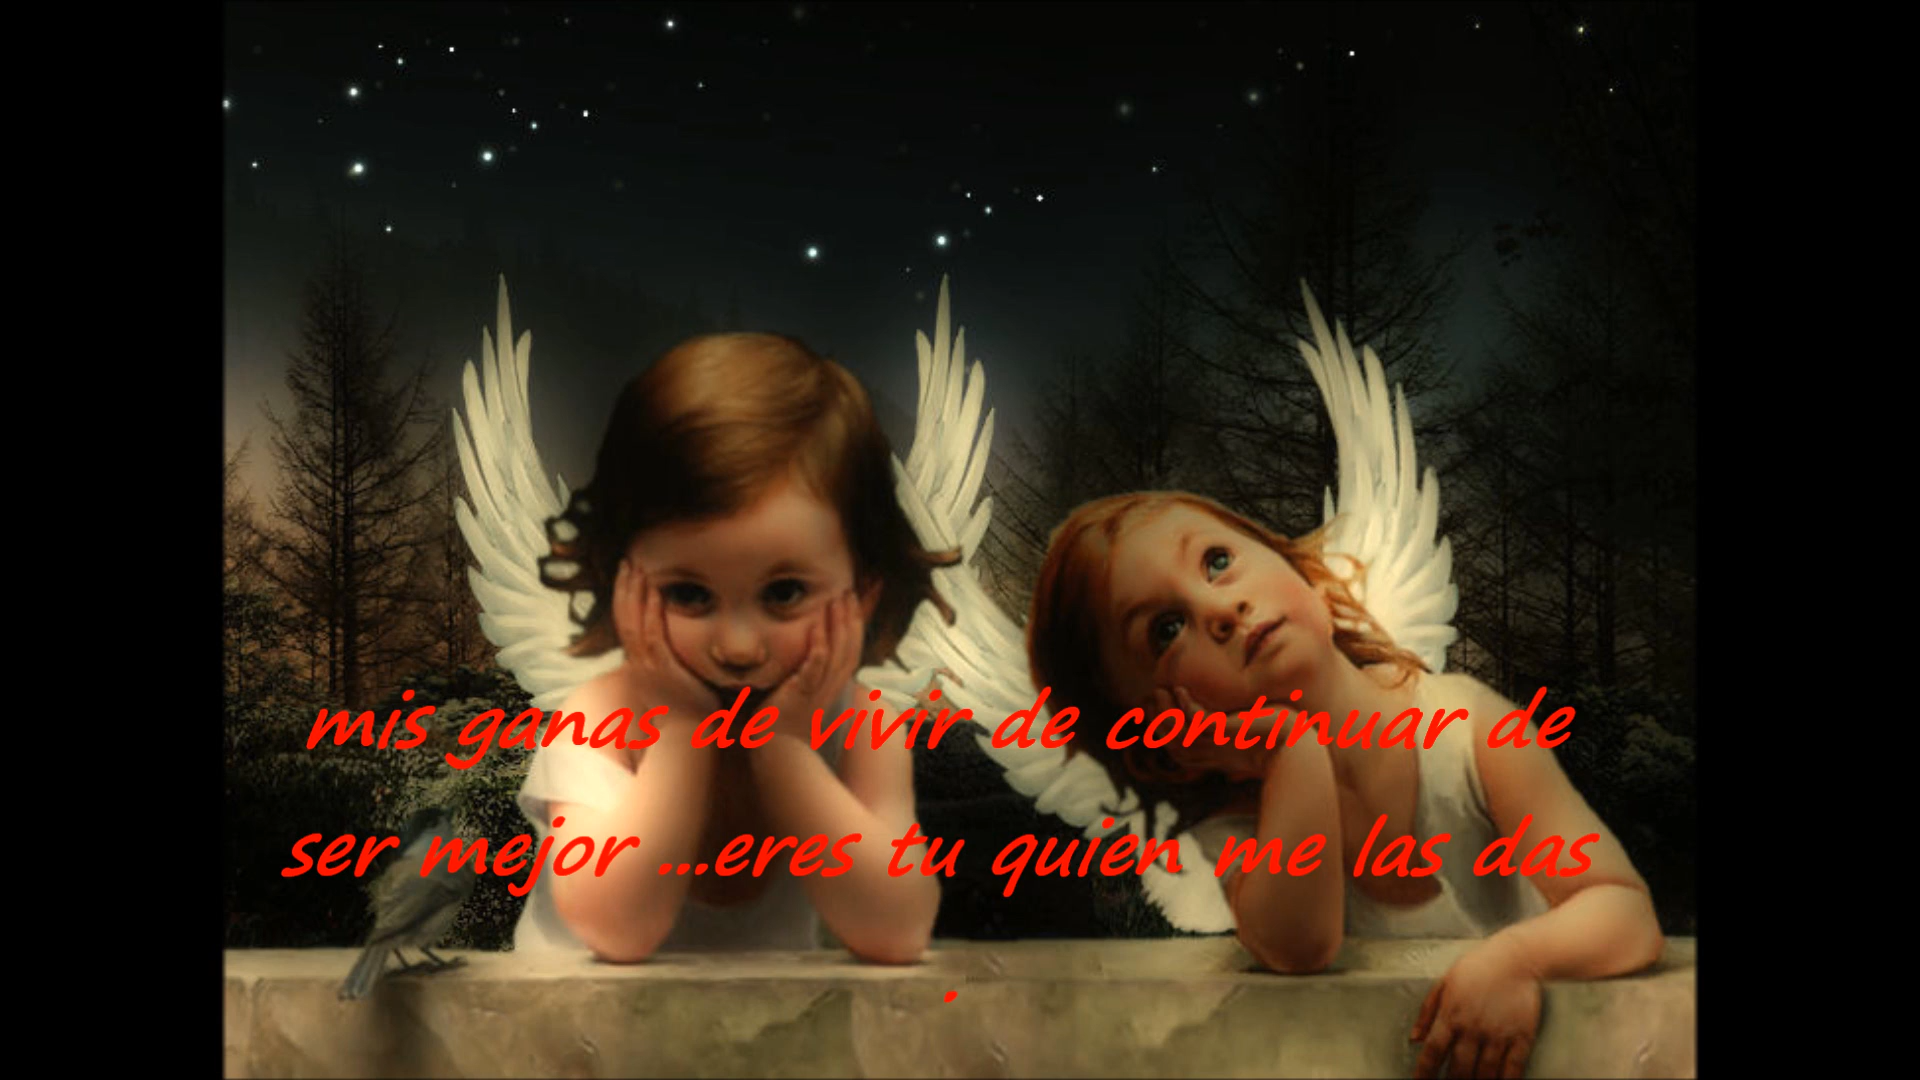 mis ganas de vivir de continuar de
ser mejor ...eres tu quien me las das
.